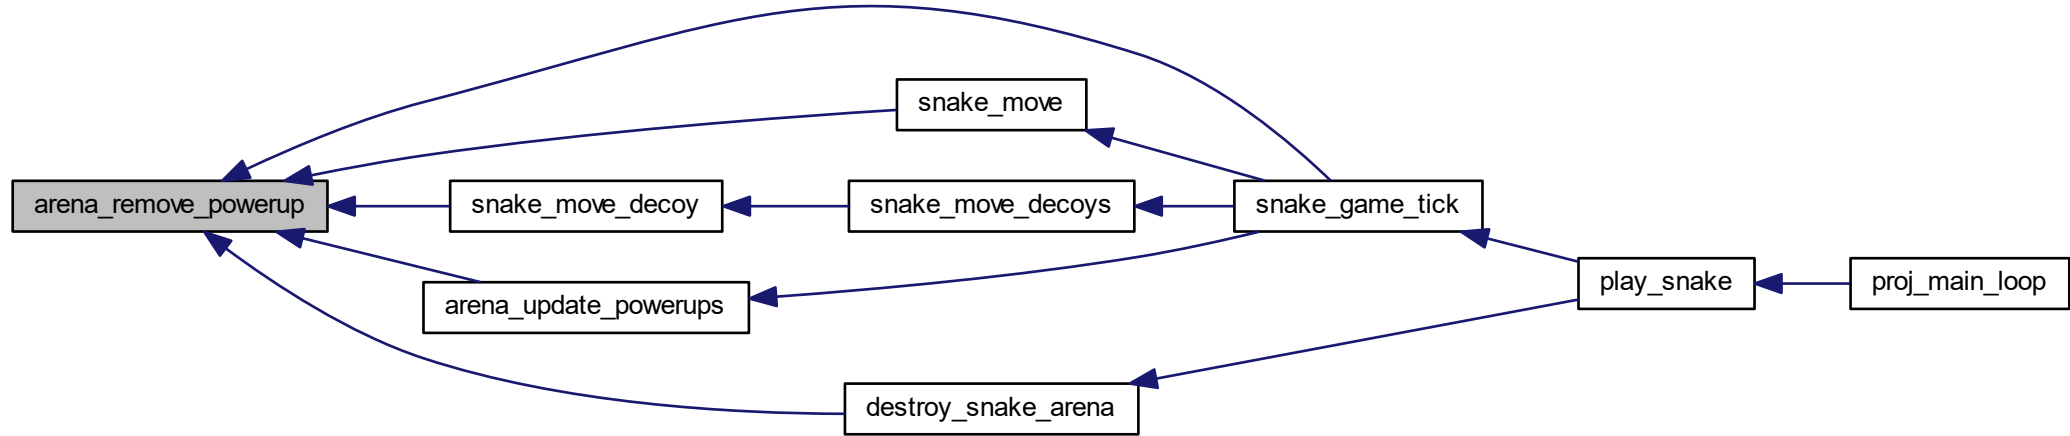 snake_move
arena_remove_powerup
snake_move_decoy
snake_move_decoys
snake_game_tick
arena_update_powerups
play_snake
proj_main_loop
destroy_snake_arena